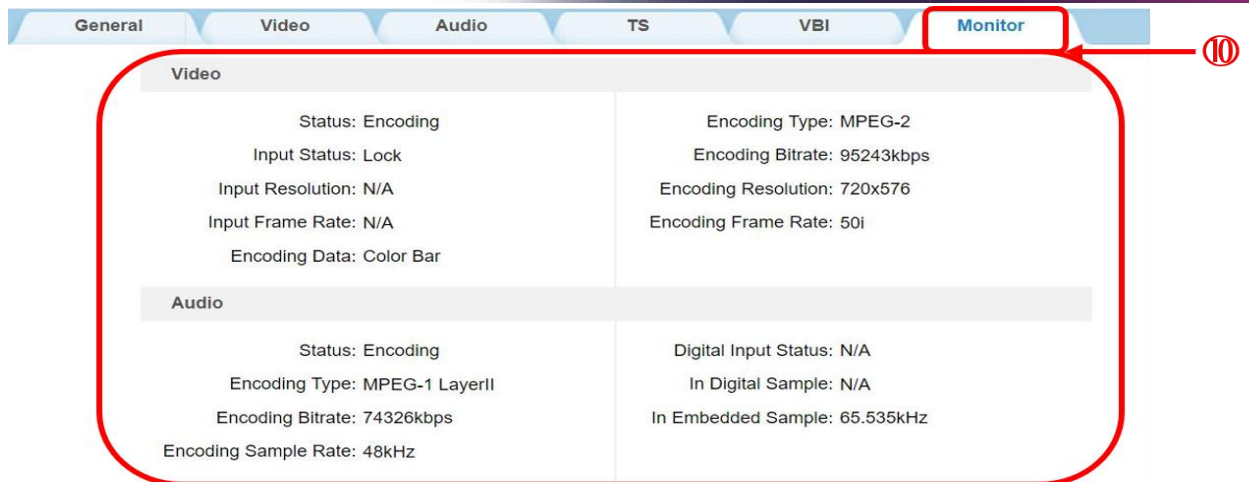 General Video Audio TS VBI Monitor
⑩
Video
Status: Encoding
Input Status: Lock
Input Resolution: N/A
Input Frame Rate: N/A
Encoding Data: Color Bar
Encoding Type: MPEG-2
Encoding Bitrate: 95243kbps
Encoding Resolution: 720x576
Encoding Frame Rate: 50i
Audio
Status: Encoding
Encoding Type: MPEG-1 LayerII
Encoding Bitrate: 74326kbps
Encoding Sample Rate: 48kHz
Digital Input Status: N/A
In Digital Sample: N/A
In Embedded Sample: 65.535kHz